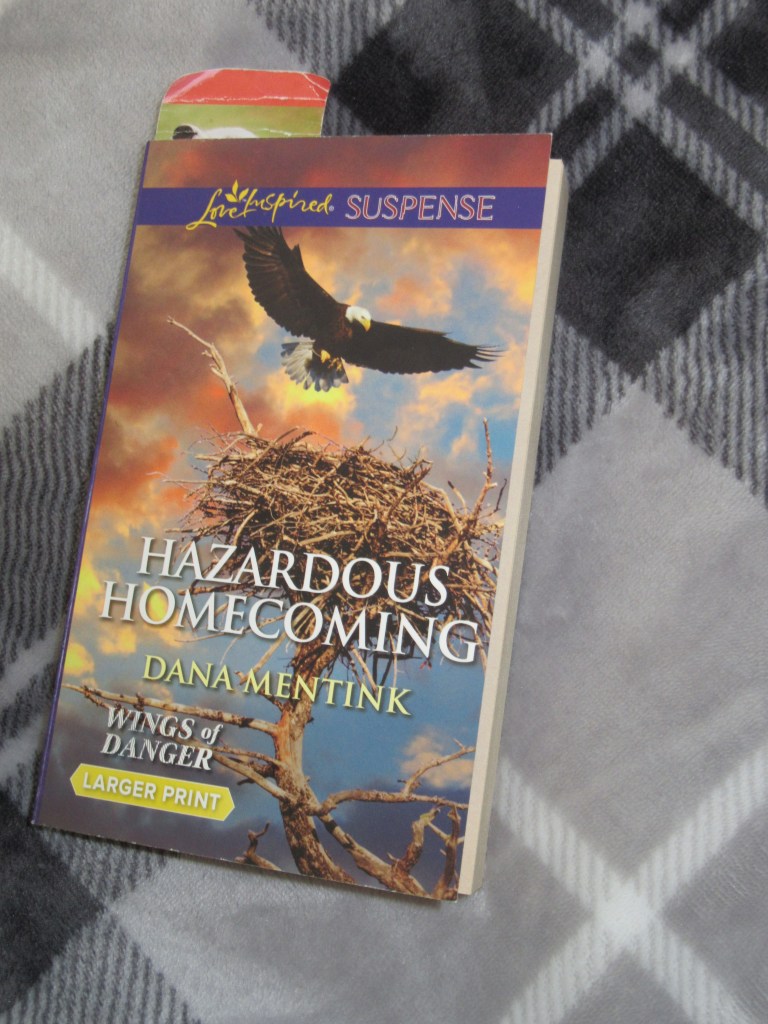 Love Inspired® SUSPENSE
HAZARDOUS
HOMECOMING
DANA MENTINK
WINGS of
DANGER
LARGER PRINT